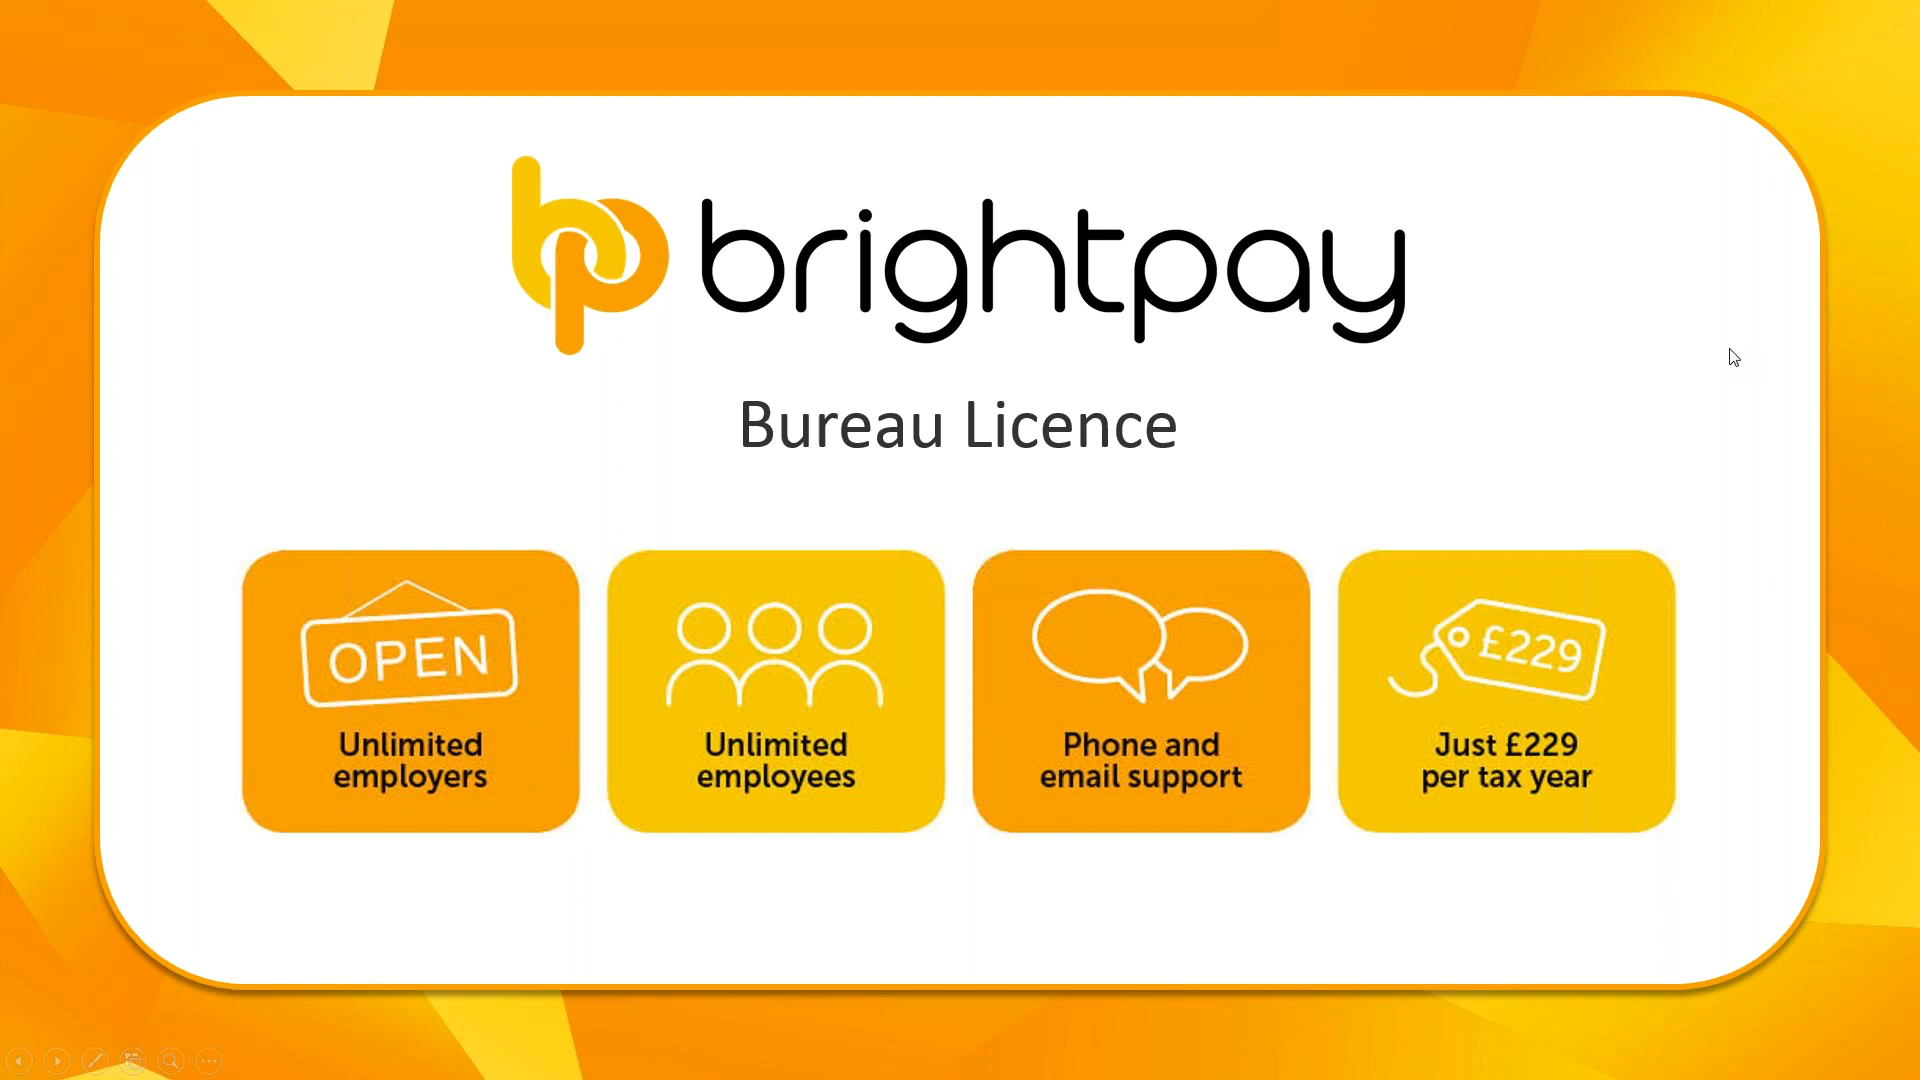 brightpay
Bureau Licence
OPEN
Unlimited
employers
Unlimited
employees
Phone and
email support
£229
Just £229
per tax year